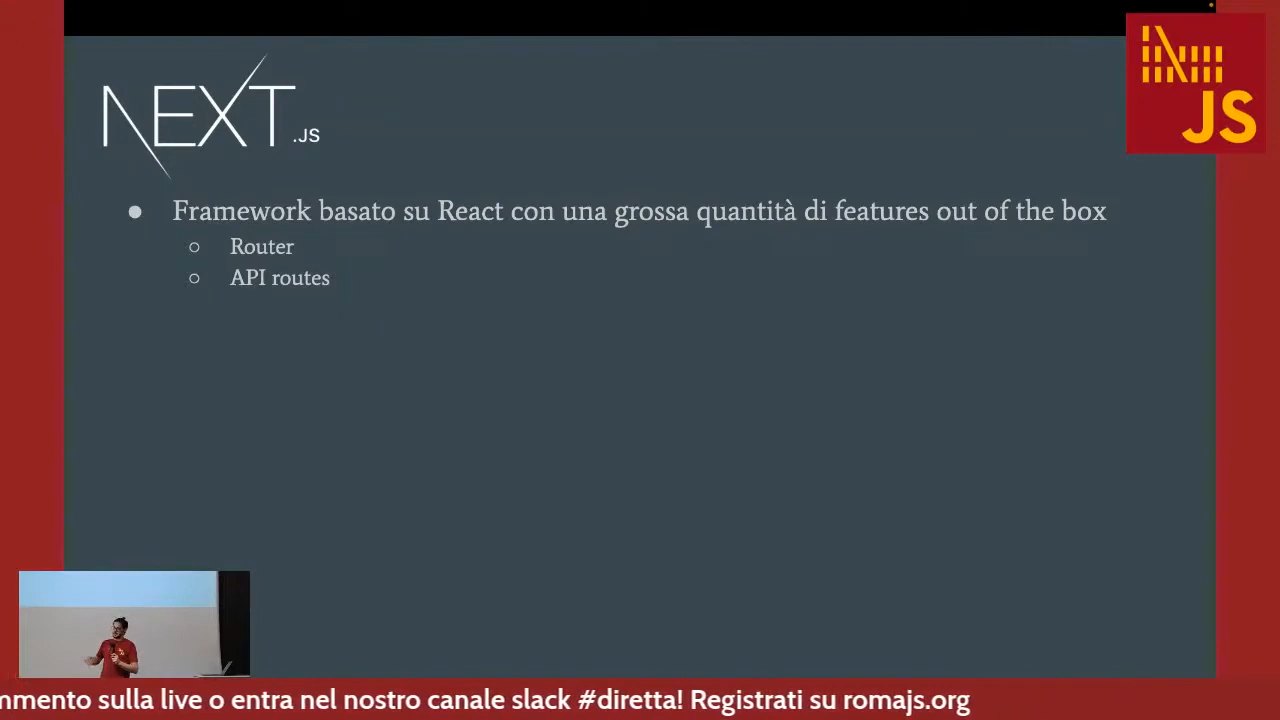 NEXT.JS
JS
● Framework basato su React con una grossa quantità di features out of the box
○ Router
○ API routes
mmento sulla live o entra nel nostro canale slack #diretta! Registrati su romajs.org